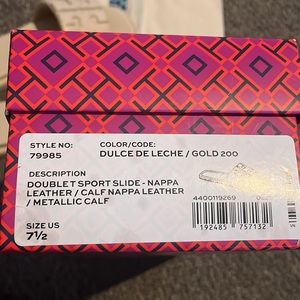 STYLE NO:
79985
COLOR/CODE:
DULCE DE LECHE / GOLD 200
DESCRIPTION
DOUBLE T SPORT SLIDE - NAPPA
LEATHER / CALF NAPPA LEATHER
/ METALLIC CALF
4400119269
192485 757132
SIZE US
7½